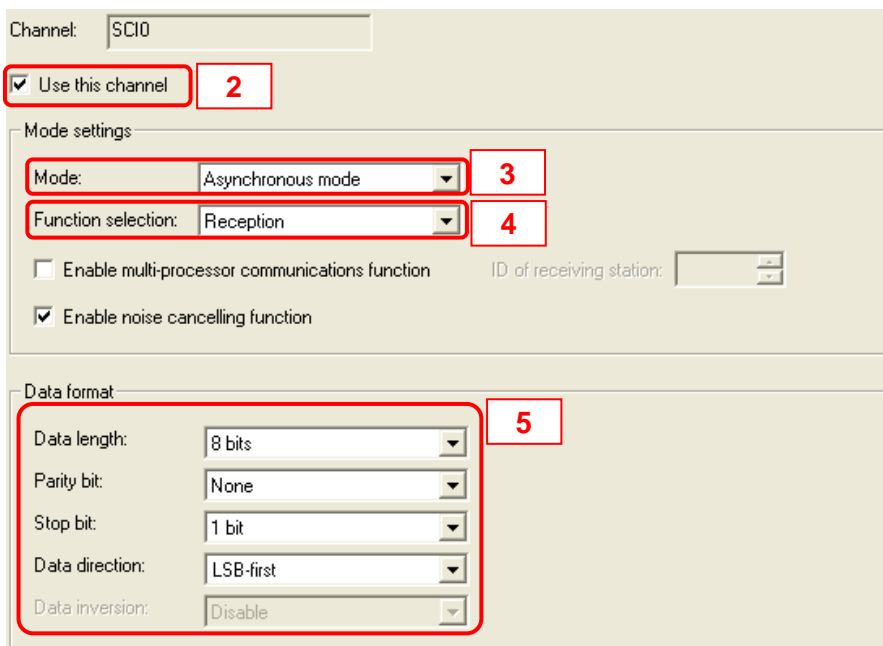 Channel: SCI0
Use this channel 2
Mode settings
Mode: Asynchronous mode 3
Function selection: Reception 4
Enable multi-processor communications function ID of receiving station:
Enable noise cancelling function
Data format
5
Data length: 8 bits
Parity bit: None
Stop bit: 1 bit
Data direction: LSB-first
Data inversion: Disable